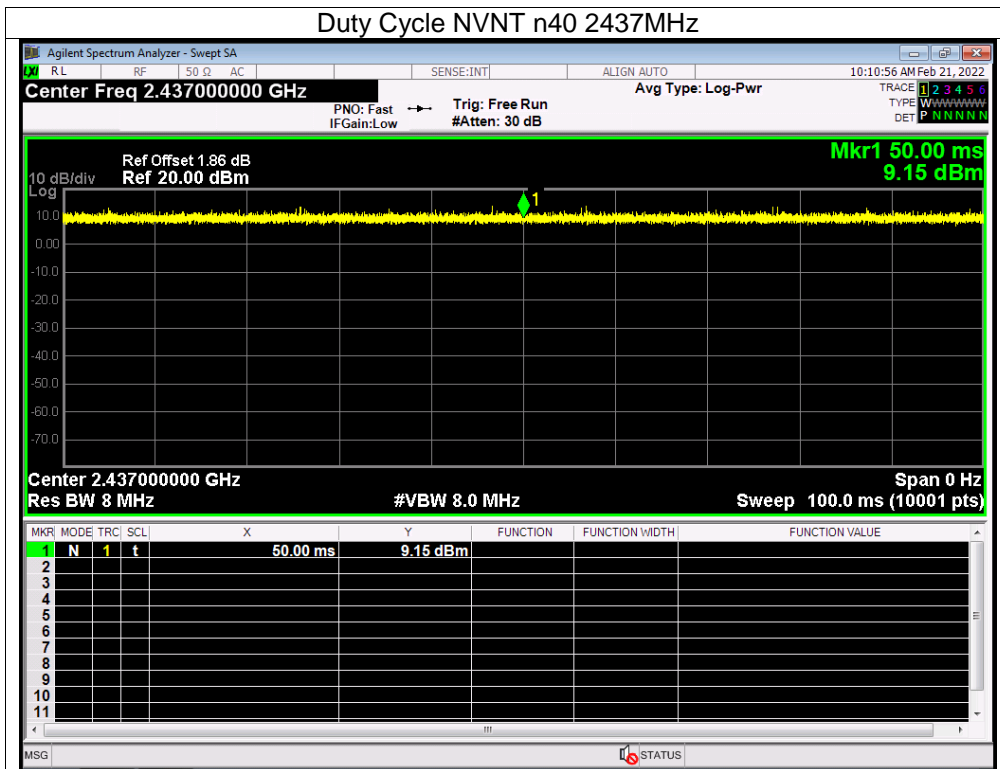 Duty Cycle NVNT n40 2437MHz
Agilent Spectrum Analyzer - Swept SA
LXI RL RF 50 Ω AC SENSE:INT ALIGN AUTO 10:10:56 AM Feb 21, 2022
Center Freq 2.437000000 GHz Avg Type: Log-Pwr TRACE 1 2 3 4 5 6
PNO: Fast Trig: Free Run TYPE WWWWWW
IFGain:Low #Atten: 30 dB DET P N N N N N
Mkr1 50.00 ms
Ref Offset 1.86 dB
10 dB/div Ref 20.00 dBm 9.15 dBm
Log
1
10.0
0.00
-10.0
-20.0
-30.0
-40.0
-50.0
-60.0
-70.0
Center 2.437000000 GHz Span 0 Hz
Res BW 8 MHz #VBW 8.0 MHz Sweep 100.0 ms (10001 pts)
MKR MODE TRC SCL X Y FUNCTION FUNCTION WIDTH FUNCTION VALUE
1 N 1 t 50.00 ms 9.15 dBm
2
3
4
5
6
7
8
9
10
11
MSG STATUS